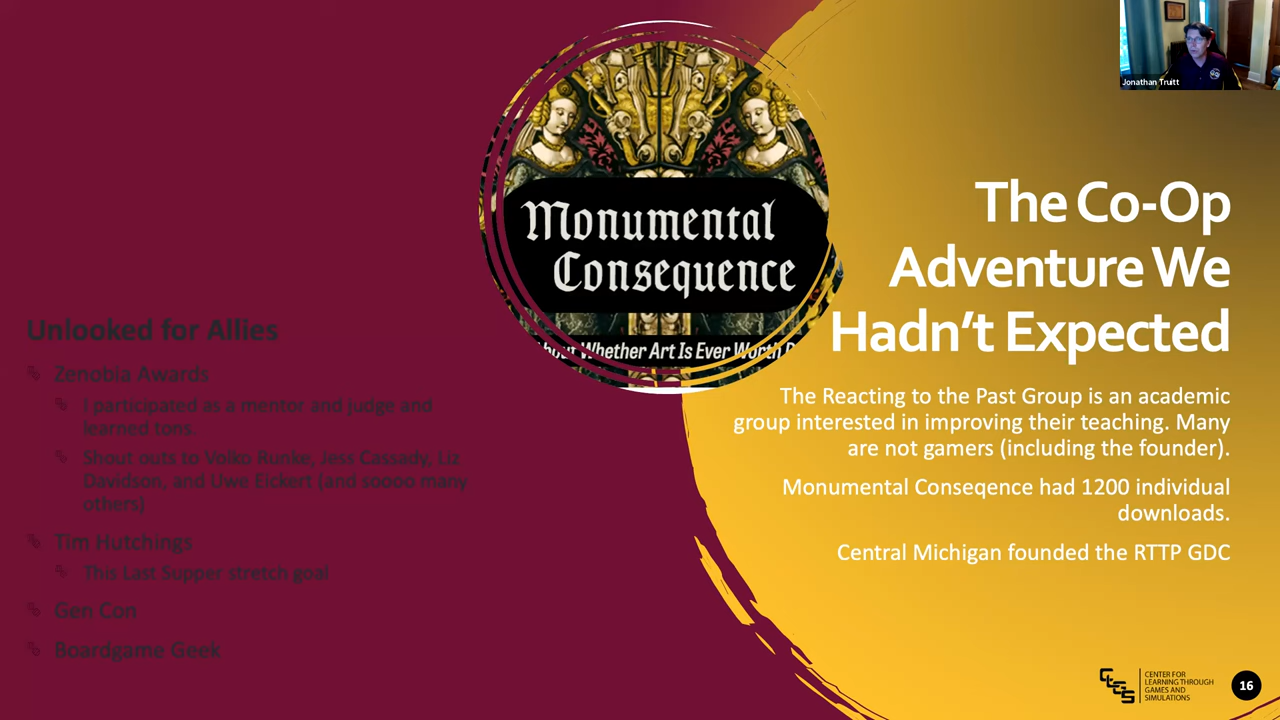 Jonathan Truitt
Monumental
Consequence
bout Whether Art Is Ever Worth
The Co-Op
Adventure We
Hadn't Expected
The Reacting to the Past Group is an academic
group interested in improving their teaching. Many
are not gamers (including the founder).
Monumental Conseqence had 1200 individual
downloads.
Central Michigan founded the RTTP GDC
Unlooked for Allies
Zenobia Awards
I participated as a mentor and judge and
learned tons.
Shout outs to Volko Runke, Jess Cassady, Liz
Davidson, and Uwe Eickert (and soooo many
others)
Tim Hutchings
This Last Supper stretch goal
Gen Con
Boardgame Geek
CLGS
CENTER FOR
LEARNING THROUGH
GAMES AND
SIMULATIONS
16